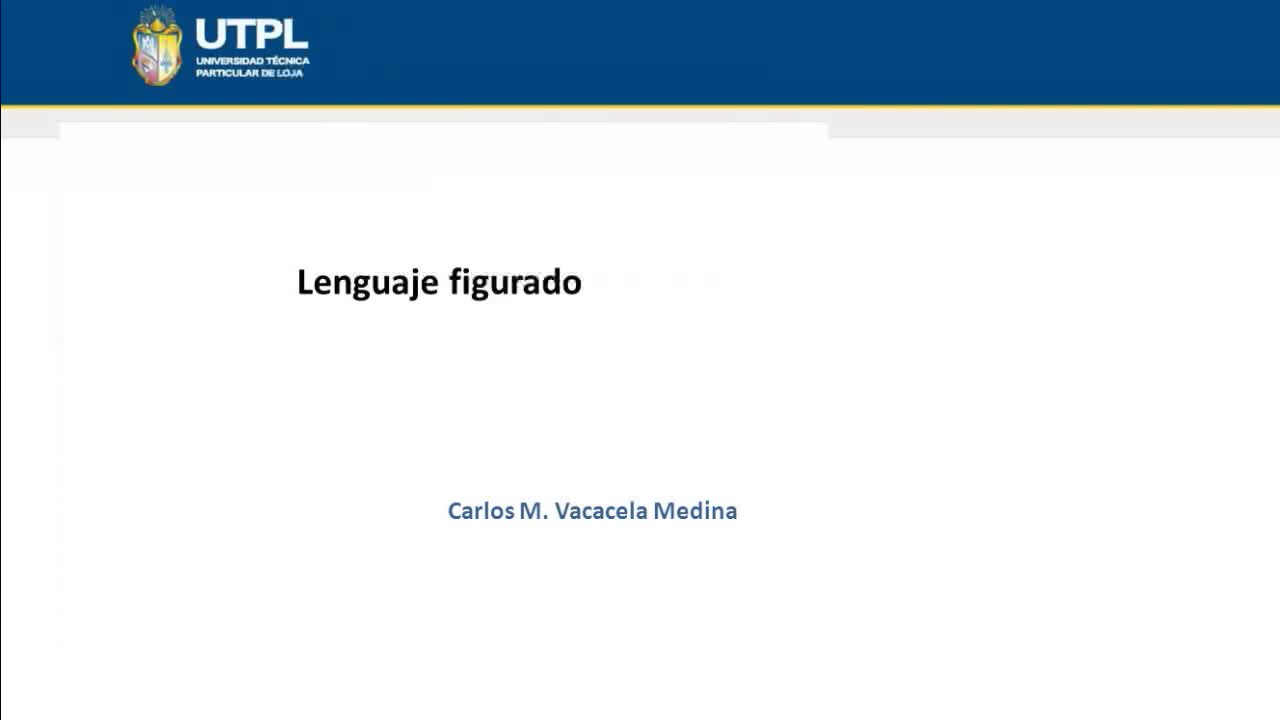 UTPL
UNIVERSIDAD TÉCNICA
PARTICULAR DE LOJA
Lenguaje figurado
Carlos M. Vacacela Medina